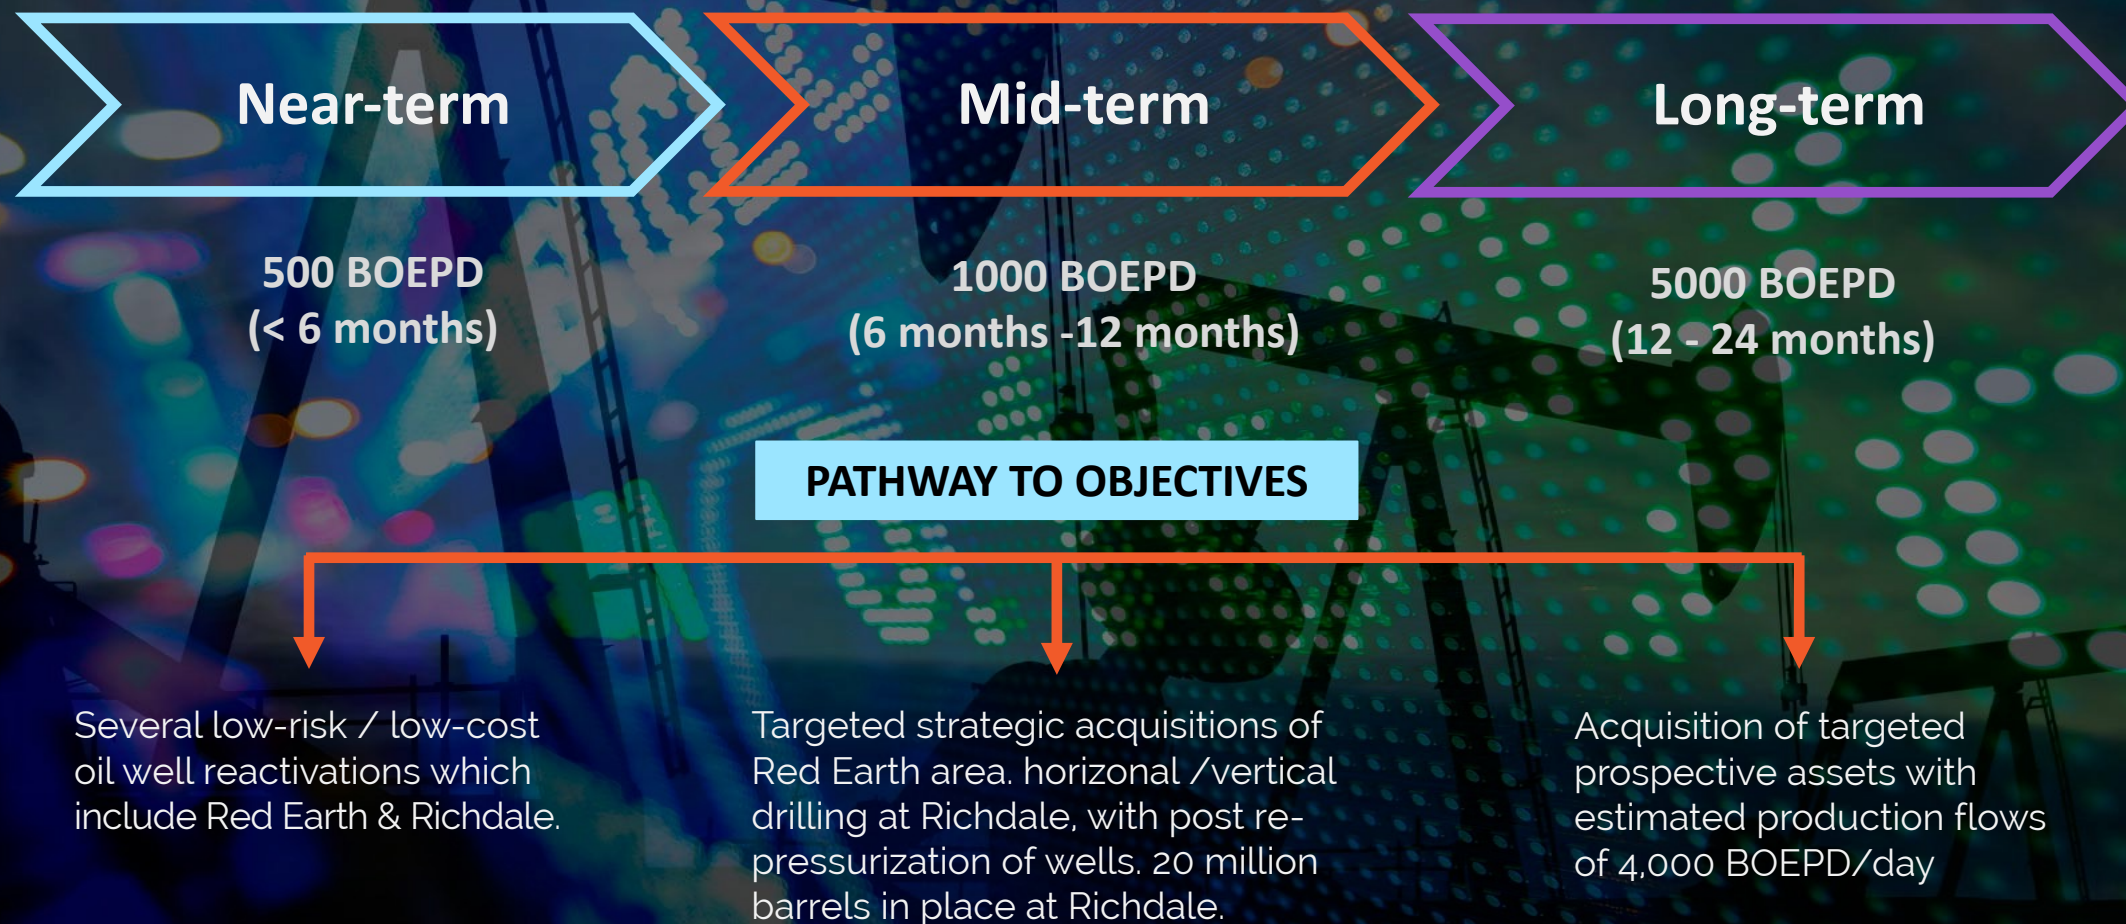 Near-term
Mid-term
Long-term
500 BOEPD
(< 6 months)
1000 BOEPD
(6 months -12 months)
5000 BOEPD
(12 - 24 months)
PATHWAY TO OBJECTIVES
Several low-risk / low-cost
oil well reactivations which
include Red Earth & Richdale.
Targeted strategic acquisitions of
Red Earth area. horizonal /vertical
drilling at Richdale, with post re-
pressurization of wells. 20 million
barrels in place at Richdale.
Acquisition of targeted
prospective assets with
estimated production flows
of 4,000 BOEPD/day